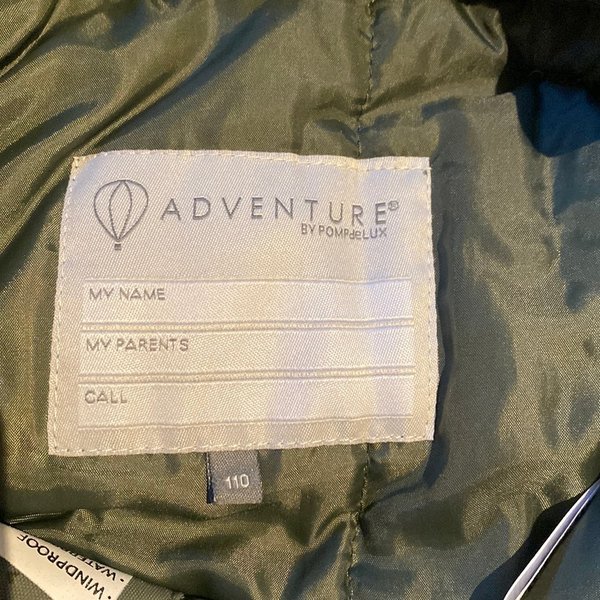 ADVENTURE®
BY POMPdeLUX
MY NAME
MY PARENTS
CALL
110
- WINDPROOF